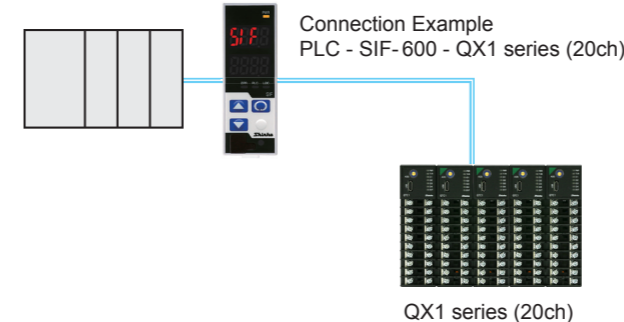 Connection Example
PLC - SIF-600 - QX1 series (20ch)
SIF
Shinko
QX1 series (20ch)